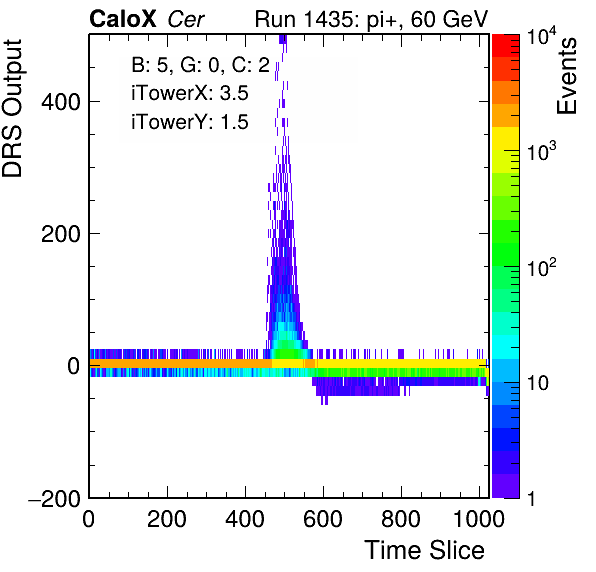 CaloX Cer Run 1435: pi+, 60 GeV
B: 5, G: 0, C: 2
iTowerX: 3.5
iTowerY: 1.5
DRS Output
400
200
0
−200
0 200 400 600 800 1000
Time Slice
Events
10^4
10^3
10^2
10
1